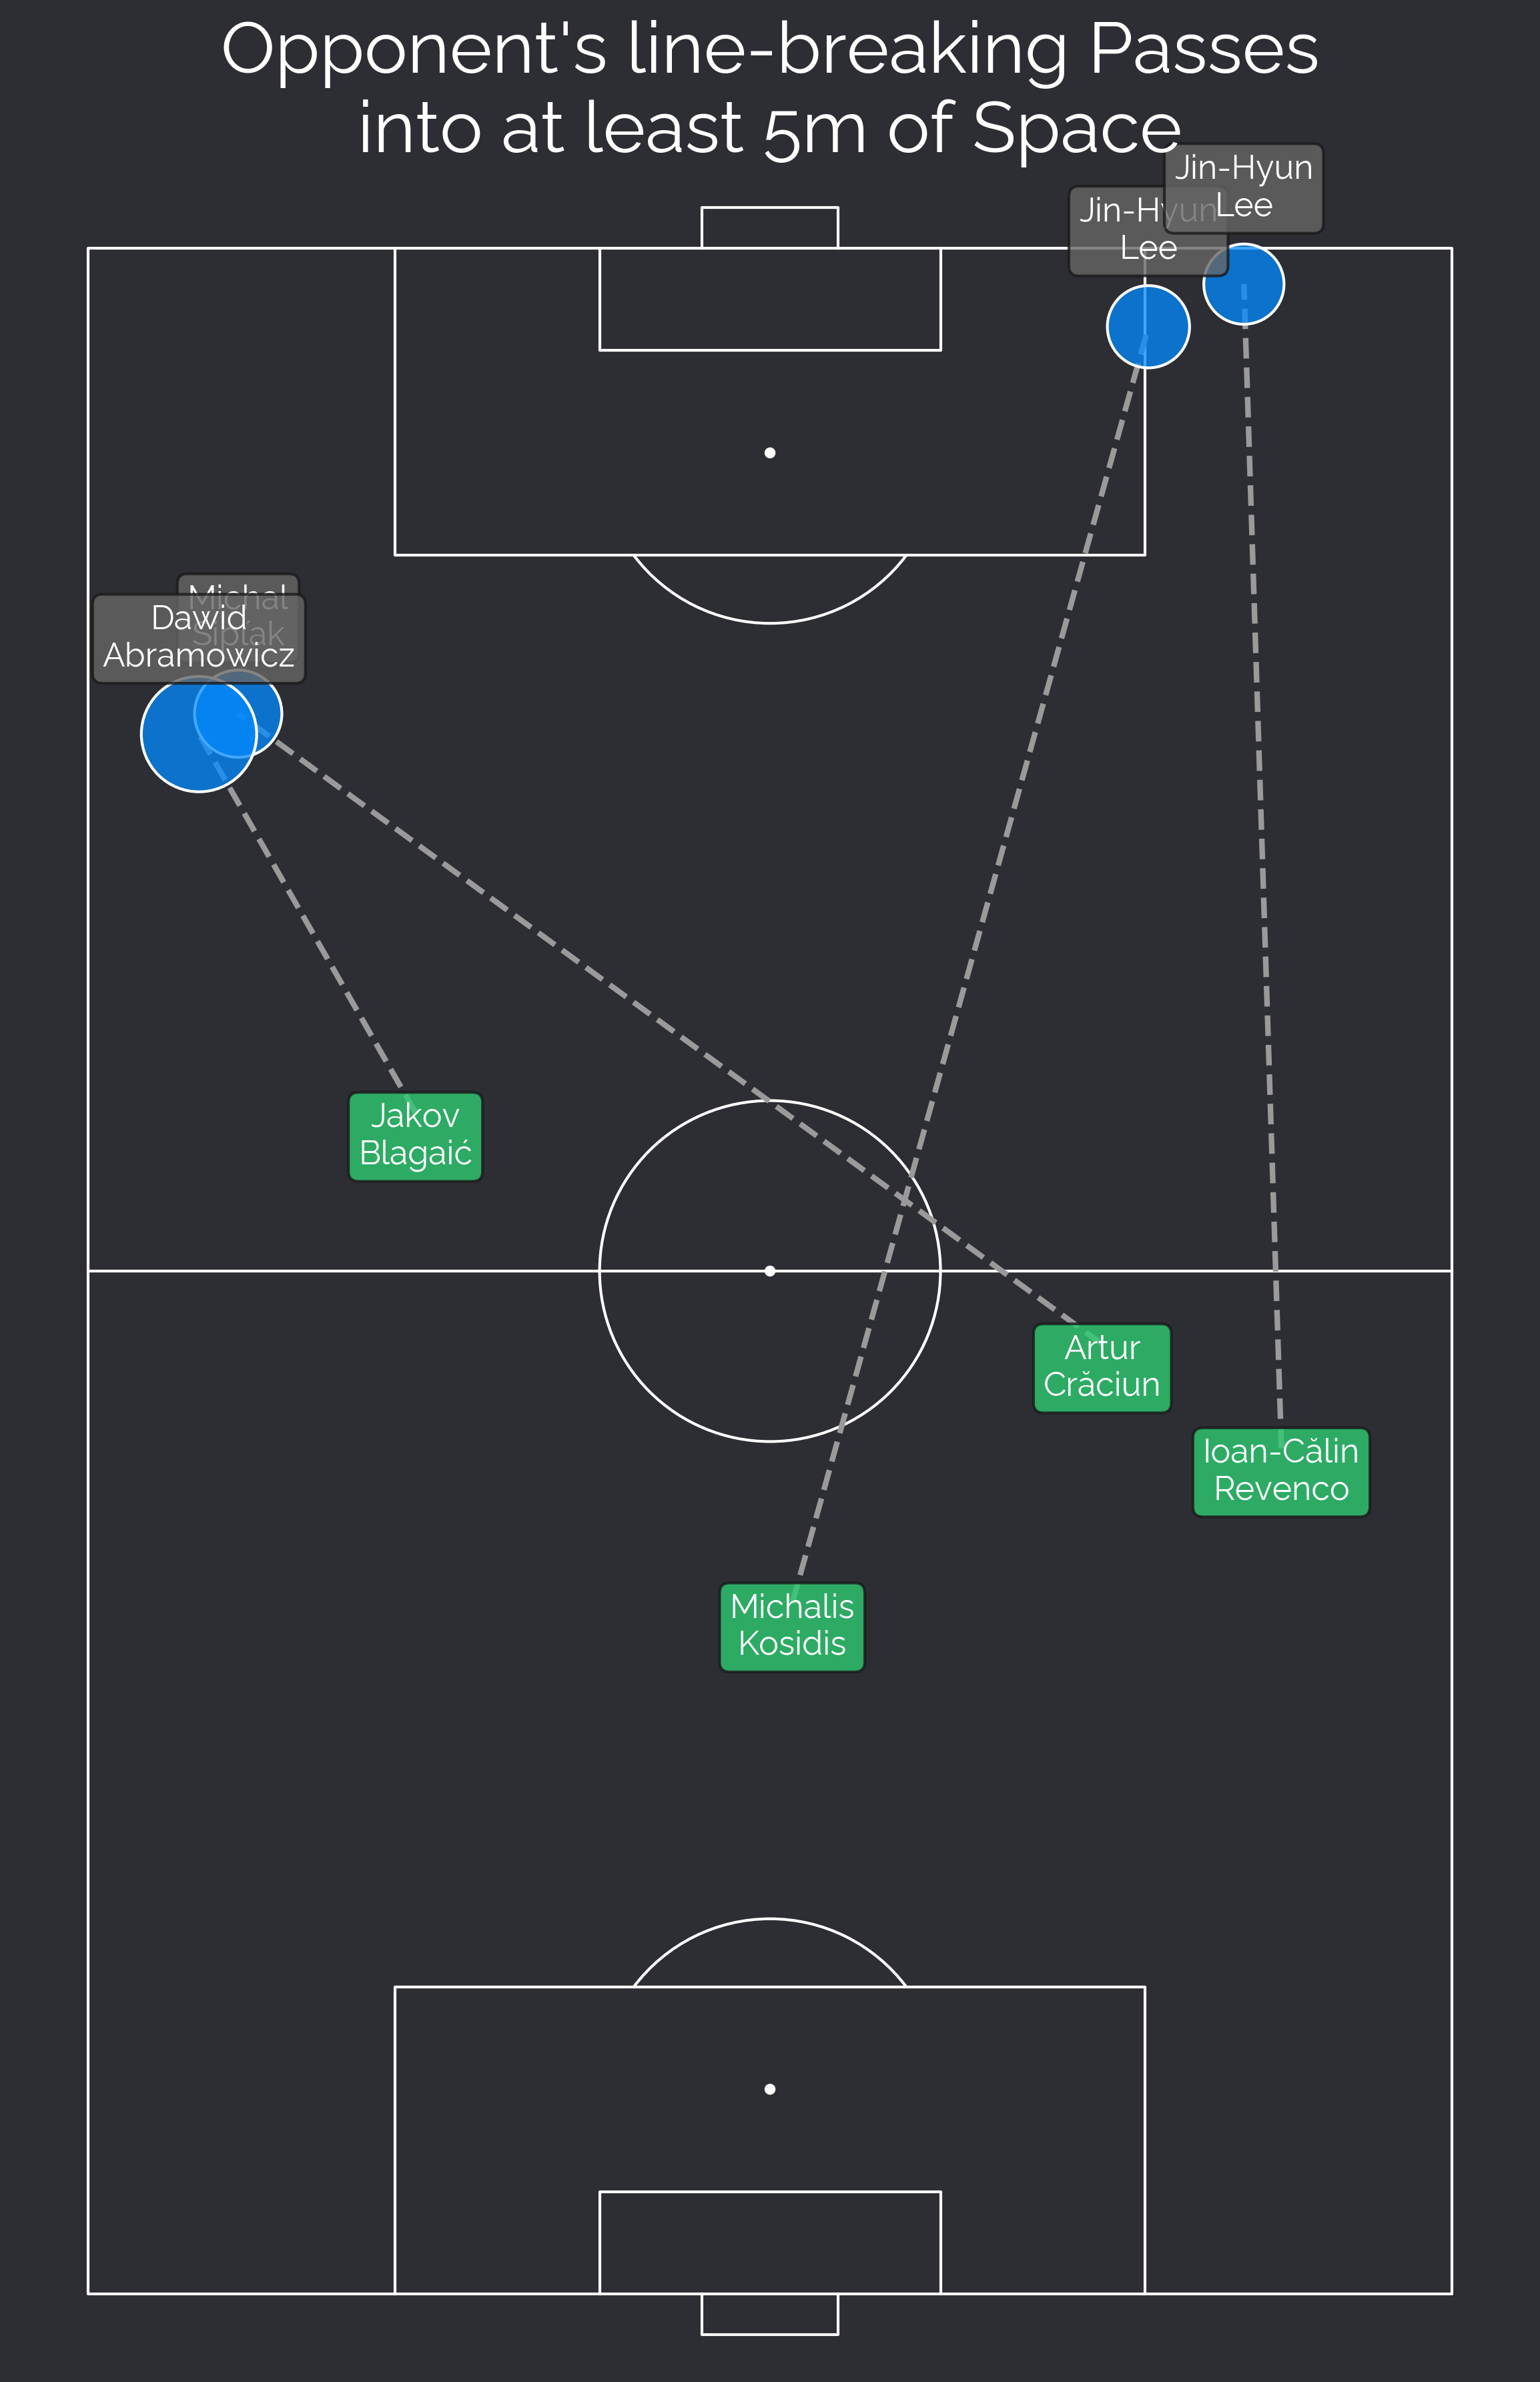 Opponent's line-breaking Passes
into at least 5m of Space
Jin-Hyun
Lee
Jin-Hyun
Lee
Michal
Dawid
Abramowicz
Jakov
Blagaić
Artur
Crăciun
Ioan-Călin
Revenco
Michalis
Kosidis